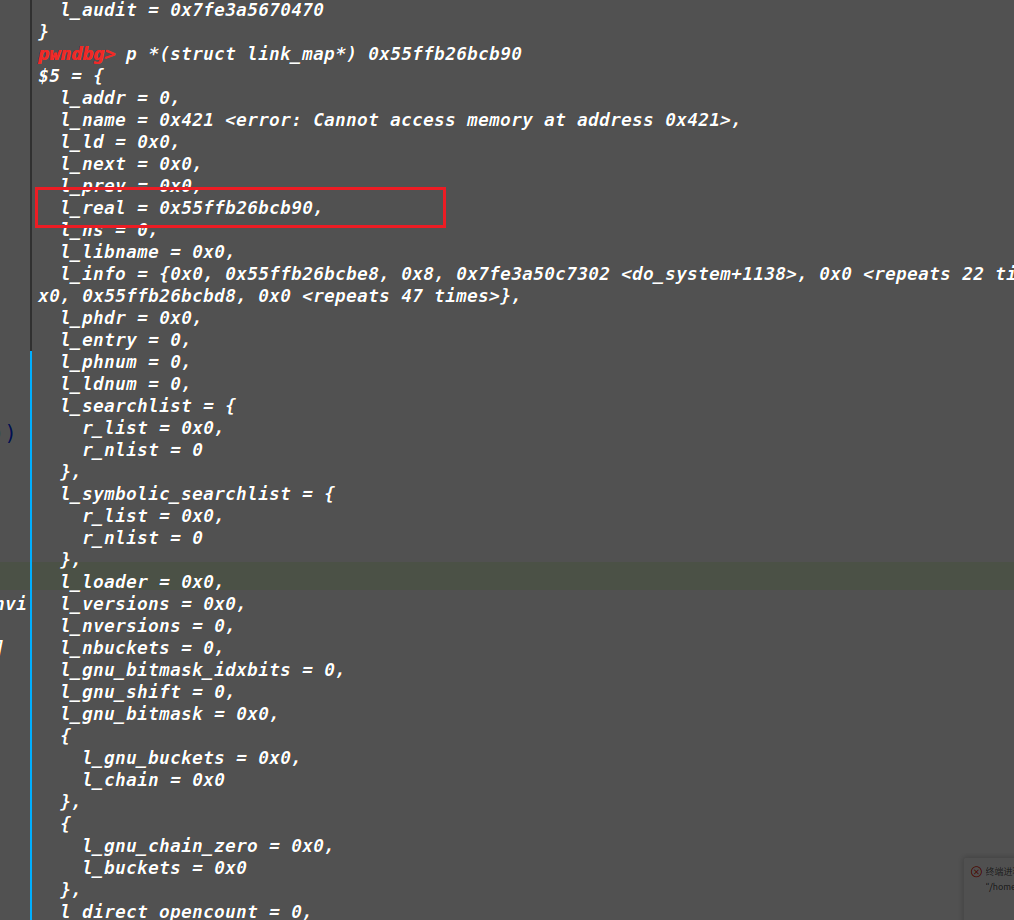 l_audit = 0x7fe3a5670470
}
pwndbg> p *(struct link_map*) 0x55ffb26bcb90
$5 = {
l_addr = 0,
l_name = 0x421 <error: Cannot access memory at address 0x421>,
l_ld = 0x0,
l_next = 0x0,
l_prev = 0x0,
l_real = 0x55ffb26bcb90,
l_ns = 0,
l_libname = 0x0,
l_info = {0x0, 0x55ffb26bcbe8, 0x8, 0x7fe3a50c7302 <do_system+1138>, 0x0 <repeats 22 ti
x0, 0x55ffb26bcbd8, 0x0 <repeats 47 times>},
l_phdr = 0x0,
l_entry = 0,
l_phnum = 0,
l_ldnum = 0,
l_searchlist = {
r_list = 0x0,
) r_nlist = 0
},
l_symbolic_searchlist = {
r_list = 0x0,
r_nlist = 0
},
l_loader = 0x0,
nvi l_versions = 0x0,
l_nversions = 0,
l_nbuckets = 0,
l_gnu_bitmask_idxbits = 0,
l_gnu_shift = 0,
l_gnu_bitmask = 0x0,
{
l_gnu_buckets = 0x0,
l_chain = 0x0
},
{
l_gnu_chain_zero = 0x0,
l_buckets = 0x0
},
l_direct_opencount = 0,
终端进
"/home